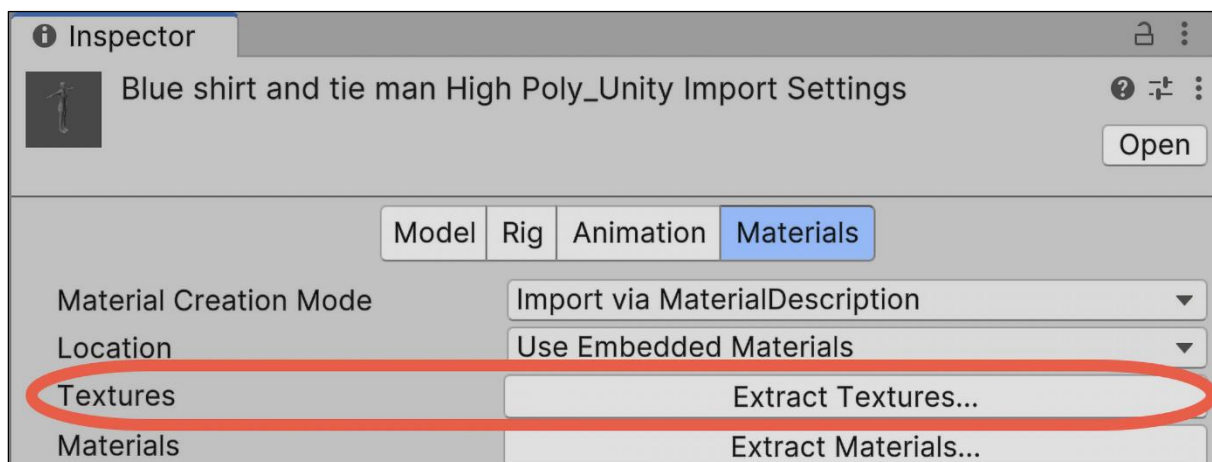 Inspector
Blue shirt and tie man High Poly_Unity Import Settings
Open
Model Rig Animation Materials
Material Creation Mode Import via MaterialDescription
Location Use Embedded Materials
Textures Extract Textures...
Materials Extract Materials...